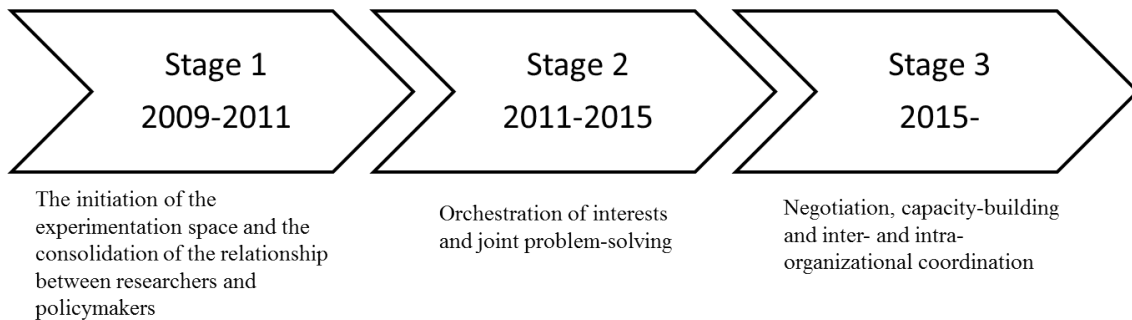 Stage 1
2009-2011
Stage 2
2011-2015
Stage 3
2015-
The initiation of the
experimentation space and the
consolidation of the relationship
between researchers and
policymakers
Orchestration of interests
and joint problem-solving
Negotiation, capacity-building
and inter- and intra-
organizational coordination